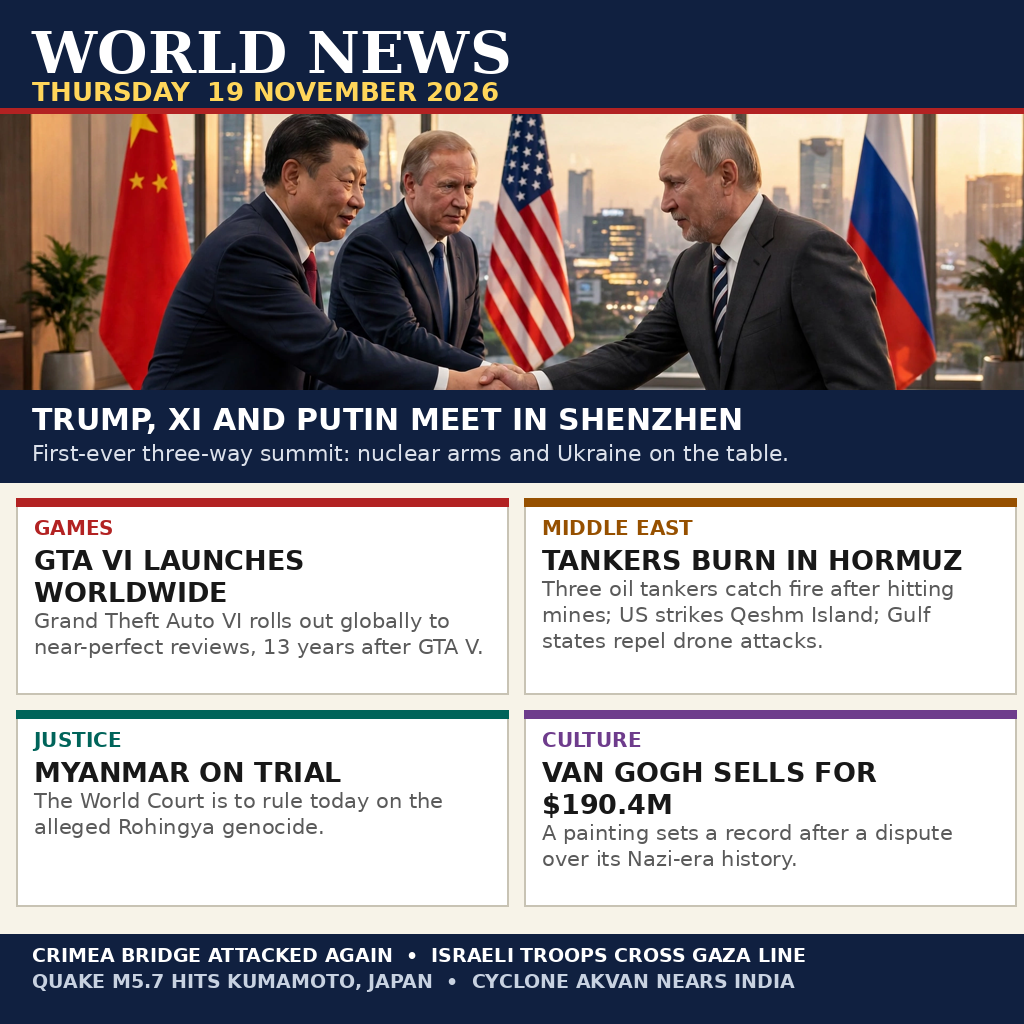 WORLD NEWS
THURSDAY 19 NOVEMBER 2026
TRUMP, XI AND PUTIN MEET IN SHENZHEN
First-ever three-way summit: nuclear arms and Ukraine on the table.
GAMES
GTA VI LAUNCHES
WORLDWIDE
Grand Theft Auto VI rolls out globally to
near-perfect reviews, 13 years after GTA V.
MIDDLE EAST
TANKERS BURN IN HORMUZ
Three oil tankers catch fire after hitting
mines; US strikes Qeshm Island; Gulf
states repel drone attacks.
JUSTICE
MYANMAR ON TRIAL
The World Court is to rule today on the
alleged Rohingya genocide.
CULTURE
VAN GOGH SELLS FOR
$190.4M
A painting sets a record after a dispute
over its Nazi-era history.
CRIMEA BRIDGE ATTACKED AGAIN • ISRAELI TROOPS CROSS GAZA LINE
QUAKE M5.7 HITS KUMAMOTO, JAPAN • CYCLONE AKVAN NEARS INDIA